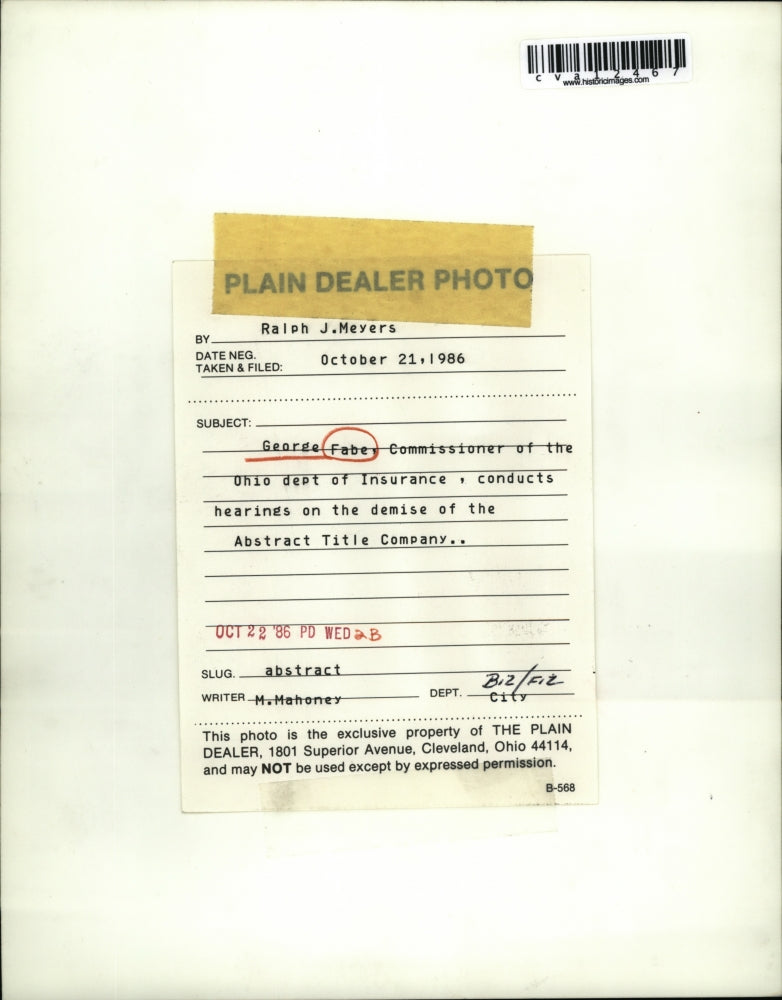 cva12467
www.historicimages.com
PLAIN DEALER PHOTO
BY Ralph J.Meyers
DATE NEG.
TAKEN & FILED: October 21,1986
SUBJECT:
George Fabe, Commissioner of the
Ohio dept of Insurance , conducts
hearings on the demise of the
Abstract Title Company..
OCT 22 '86 PD WED 2B
SLUG. abstract
Biz/Fiz
WRITER M.Mahoney DEPT. City
This photo is the exclusive property of THE PLAIN
DEALER, 1801 Superior Avenue, Cleveland, Ohio 44114,
and may NOT be used except by expressed permission.
B-568